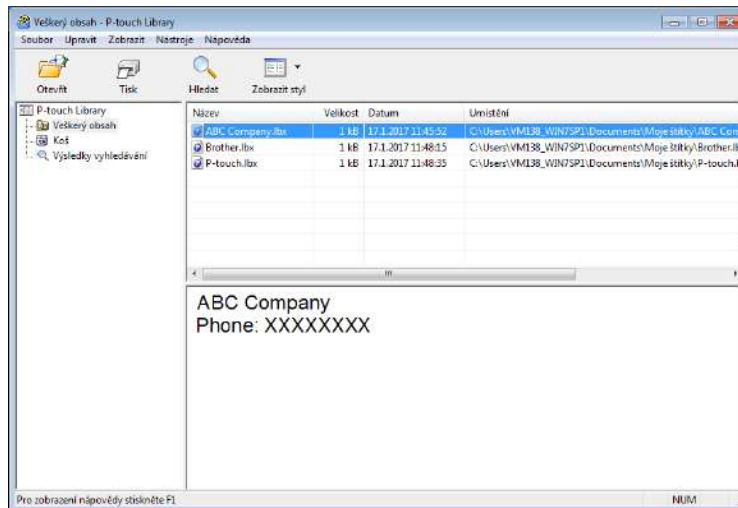 Veškerý obsah - P-touch Library
Soubor Upravit Zobrazit Nástroje Nápověda
Otevřít Tisk Hledat Zobrazit styl
P-touch Library
Veškerý obsah
Koš
Výsledky vyhledávání
Název Velikost Datum Umístění
ABC Company.lbx 1 kB 17.1.2017 11:45:52 C:\Users\VM138_WIN7SP1\Documents\Moje štítky\ABC Com
Brother.lbx 1 kB 17.1.2017 11:48:15 C:\Users\VM138_WIN7SP1\Documents\Moje štítky\Brother.lb
P-touch.lbx 1 kB 17.1.2017 11:48:35 C:\Users\VM138_WIN7SP1\Documents\Moje štítky\P-touch.l
ABC Company
Phone: XXXXXXXX
Pro zobrazení nápovědy stiskněte F1 NUM